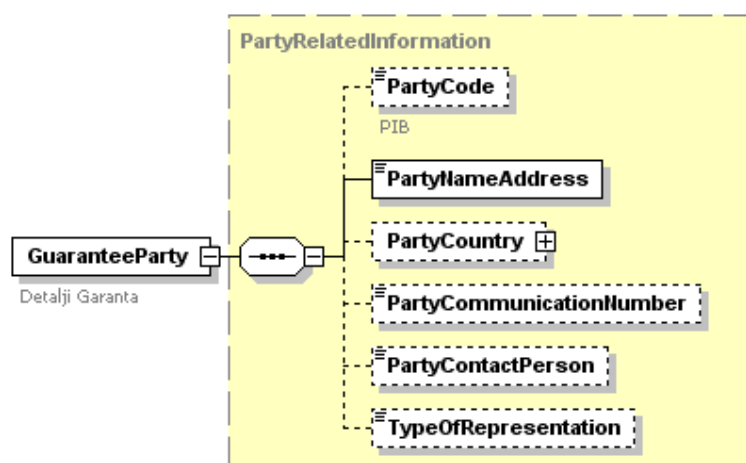 PartyRelatedInformation
PartyCode
PIB
PartyNameAddress
PartyCountry
GuaranteeParty
Detalji Garanta
PartyCommunicationNumber
PartyContactPerson
TypeOfRepresentation